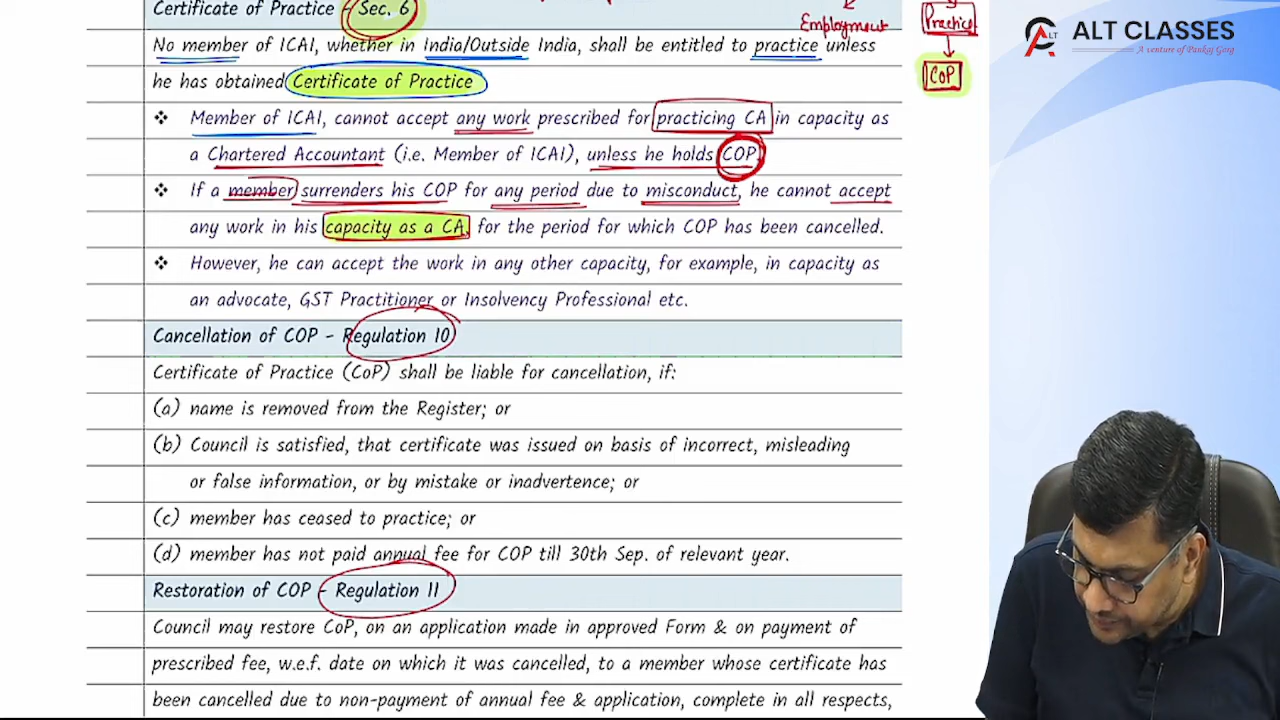 Certificate of Practice - Sec. 6
Employment
Practice
CoP
ALT
ALT CLASSES
A venture of Pankaj Garg
No member of ICAI, whether in India/Outside India, shall be entitled to practice unless
he has obtained Certificate of Practice
❖ Member of ICAI, cannot accept any work prescribed for practicing CA in capacity as
a Chartered Accountant (i.e. Member of ICAI), unless he holds COP.
❖ If a member surrenders his COP for any period due to misconduct, he cannot accept
any work in his capacity as a CA, for the period for which COP has been cancelled.
❖ However, he can accept the work in any other capacity, for example, in capacity as
an advocate, GST Practitioner or Insolvency Professional etc.
Cancellation of COP - Regulation 10
Certificate of Practice (CoP) shall be liable for cancellation, if:
(a) name is removed from the Register; or
(b) Council is satisfied, that certificate was issued on basis of incorrect, misleading
or false information, or by mistake or inadvertence; or
(c) member has ceased to practice; or
(d) member has not paid annual fee for COP till 30th Sep. of relevant year.
Restoration of COP - Regulation 11
Council may restore CoP, on an application made in approved Form & on payment of
prescribed fee, w.e.f. date on which it was cancelled, to a member whose certificate has
been cancelled due to non-payment of annual fee & application, complete in all respects,